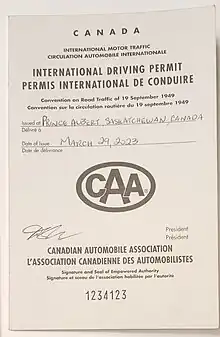 CANADA
INTERNATIONAL MOTOR TRAFFIC
CIRCULATION AUTOMOBILE INTERNATIONALE
INTERNATIONAL DRIVING PERMIT
PERMIS INTERNATIONAL DE CONDUIRE
Convention on Road Traffic of 19 September 1949
Convention sur la circulation routière du 19 septembre 1949
Issued at PRINCE ALBERT, SASKATCHEWAN, CANADA
Délivré à
Date of Issue MARCH 29, 2023
Date de délivrance
CAA
President
Président
CANADIAN AUTOMOBILE ASSOCIATION
L'ASSOCIATION CANADIENNE DES AUTOMOBILISTES
Signature and Seal of Empowered Authority
Signature et sceau de l'association habilitée par l'autorité
1234123